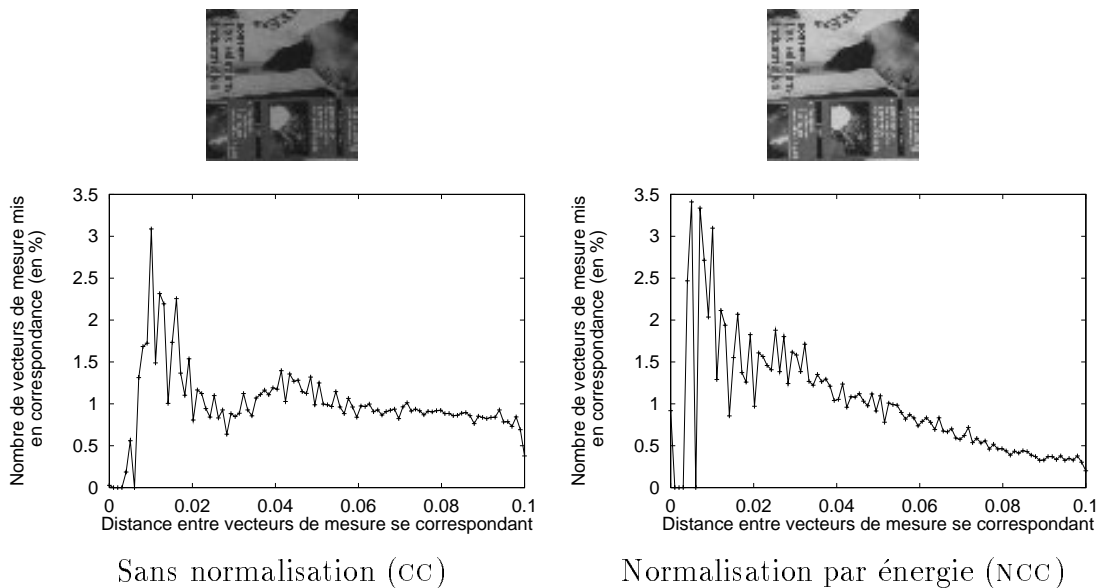 Nombre de vecteurs de mesure mis
en correspondance (en %)
3.5
3
2.5
2
1.5
1
0.5
0
0 0.02 0.04 0.06 0.08 0.1
Distance entre vecteurs de mesure se correspondant
Sans normalisation (CC)
Nombre de vecteurs de mesure mis
en correspondance (en %)
3.5
3
2.5
2
1.5
1
0.5
0
0 0.02 0.04 0.06 0.08 0.1
Distance entre vecteurs de mesure se correspondant
Normalisation par énergie (NCC)